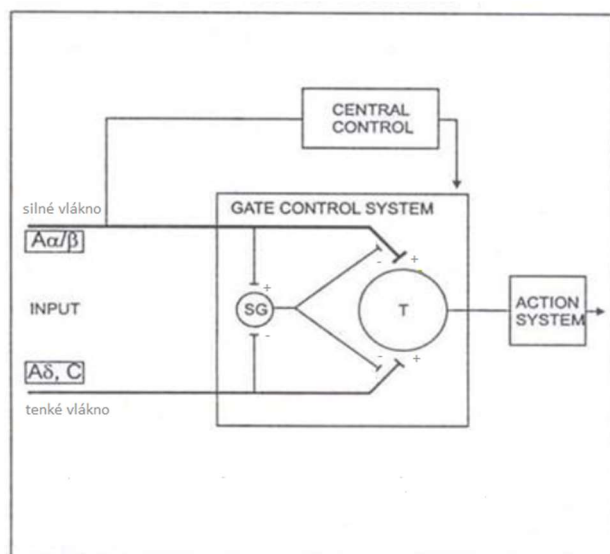 CENTRAL
CONTROL
silné vlákno
GATE CONTROL SYSTEM
Aα/β
- +
+
INPUT
SG
T
ACTION
SYSTEM
-
- +
Aδ, C
tenké vlákno